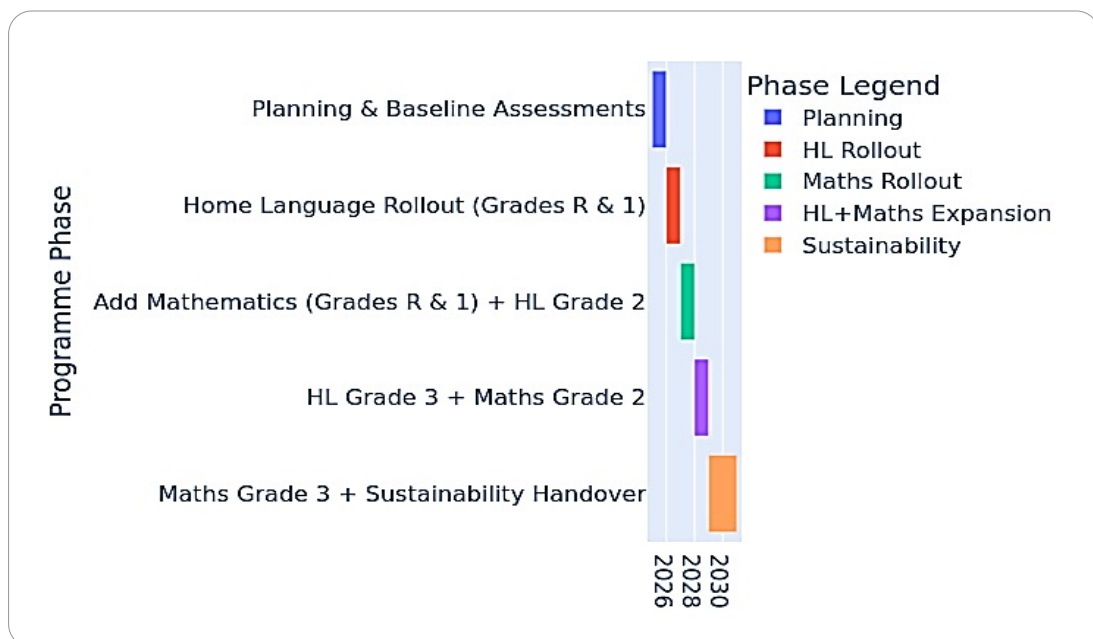 Phase Legend
Planning & Baseline Assessments
Planning
HL Rollout
Maths Rollout
Home Language Rollout (Grades R & 1)
HL+Maths Expansion
Sustainability
Programme Phase
Add Mathematics (Grades R & 1) + HL Grade 2
HL Grade 3 + Maths Grade 2
Maths Grade 3 + Sustainability Handover
2026
2028
2030